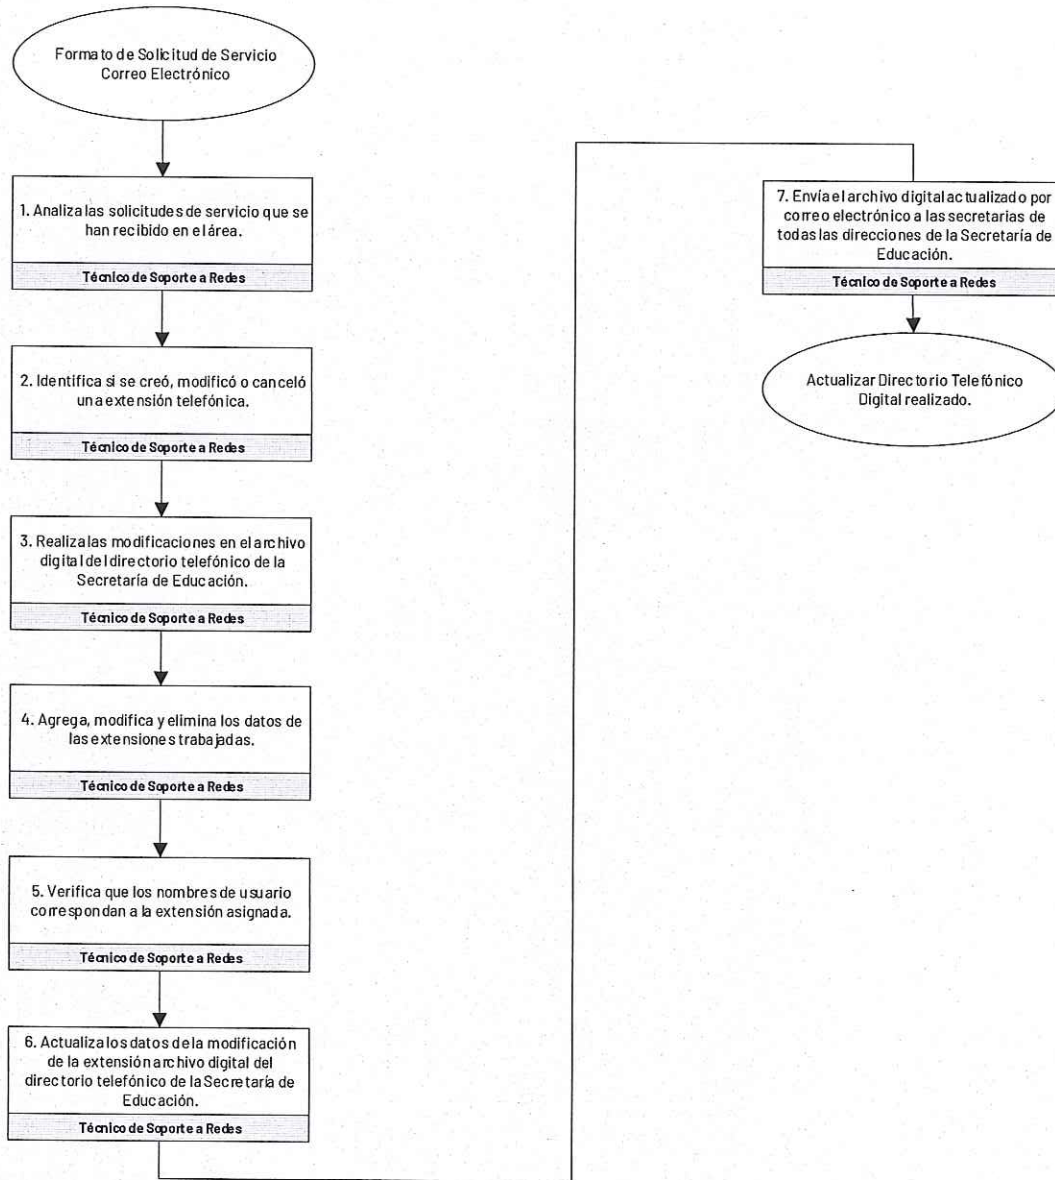 Formato de Solicitud de Servicio
Correo Electrónico
1. Analiza las solicitudes de servicio que se
han recibido en el área.
Técnico de Soporte a Redes
2. Identifica si se creó, modificó o canceló
una extensión telefónica.
Técnico de Soporte a Redes
3. Realiza las modificaciones en el archivo
digital del directorio telefónico de la
Secretaría de Educación.
Técnico de Soporte a Redes
4. Agrega, modifica y elimina los datos de
las extensiones trabajadas.
Técnico de Soporte a Redes
5. Verifica que los nombres de usuario
correspondan a la extensión asignada.
Técnico de Soporte a Redes
6. Actualiza los datos de la modificación
de la extensión archivo digital del
directorio telefónico de la Secretaría de
Educación.
Técnico de Soporte a Redes
7. Envía el archivo digital actualizado por
correo electrónico a las secretarias de
todas las direcciones de la Secretaría de
Educación.
Técnico de Soporte a Redes
Actualizar Directorio Telefónico
Digital realizado.